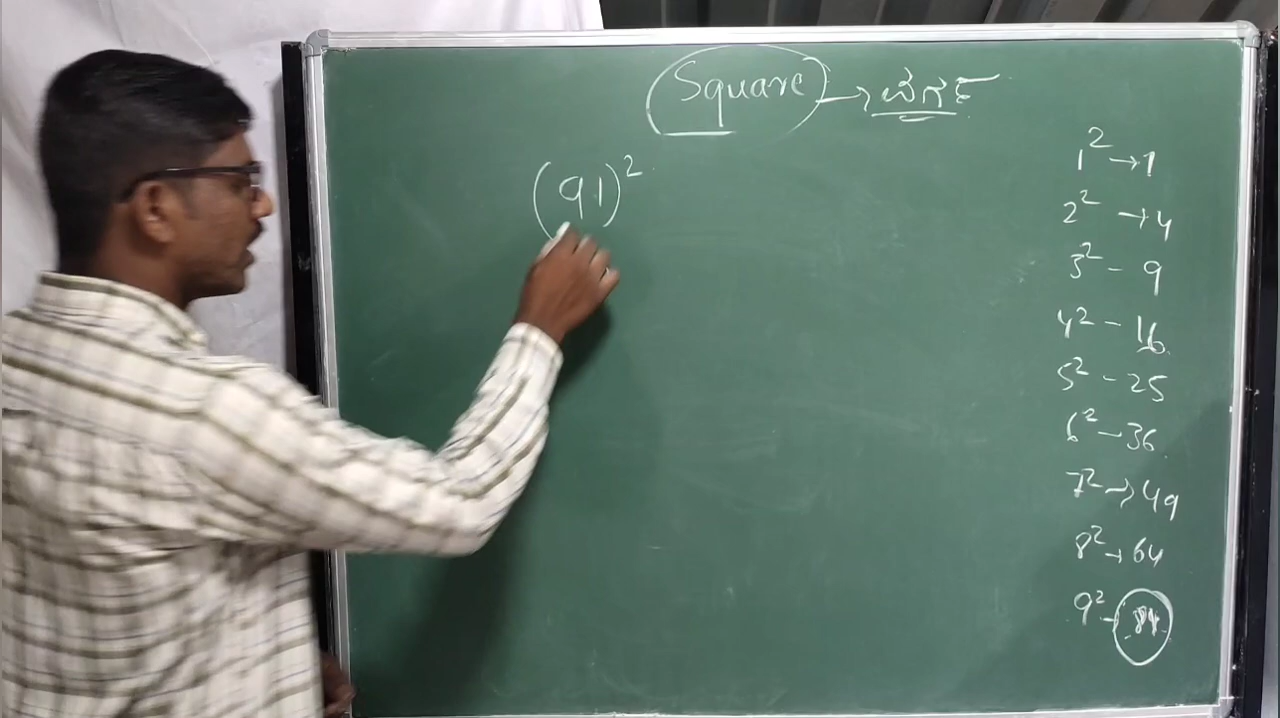 Square → ವರ್ಗ
(91)²
1² → 1
2² → 4
3² - 9
4² - 16
5² - 25
6² - 36
7² → 49
8² → 64
9² -